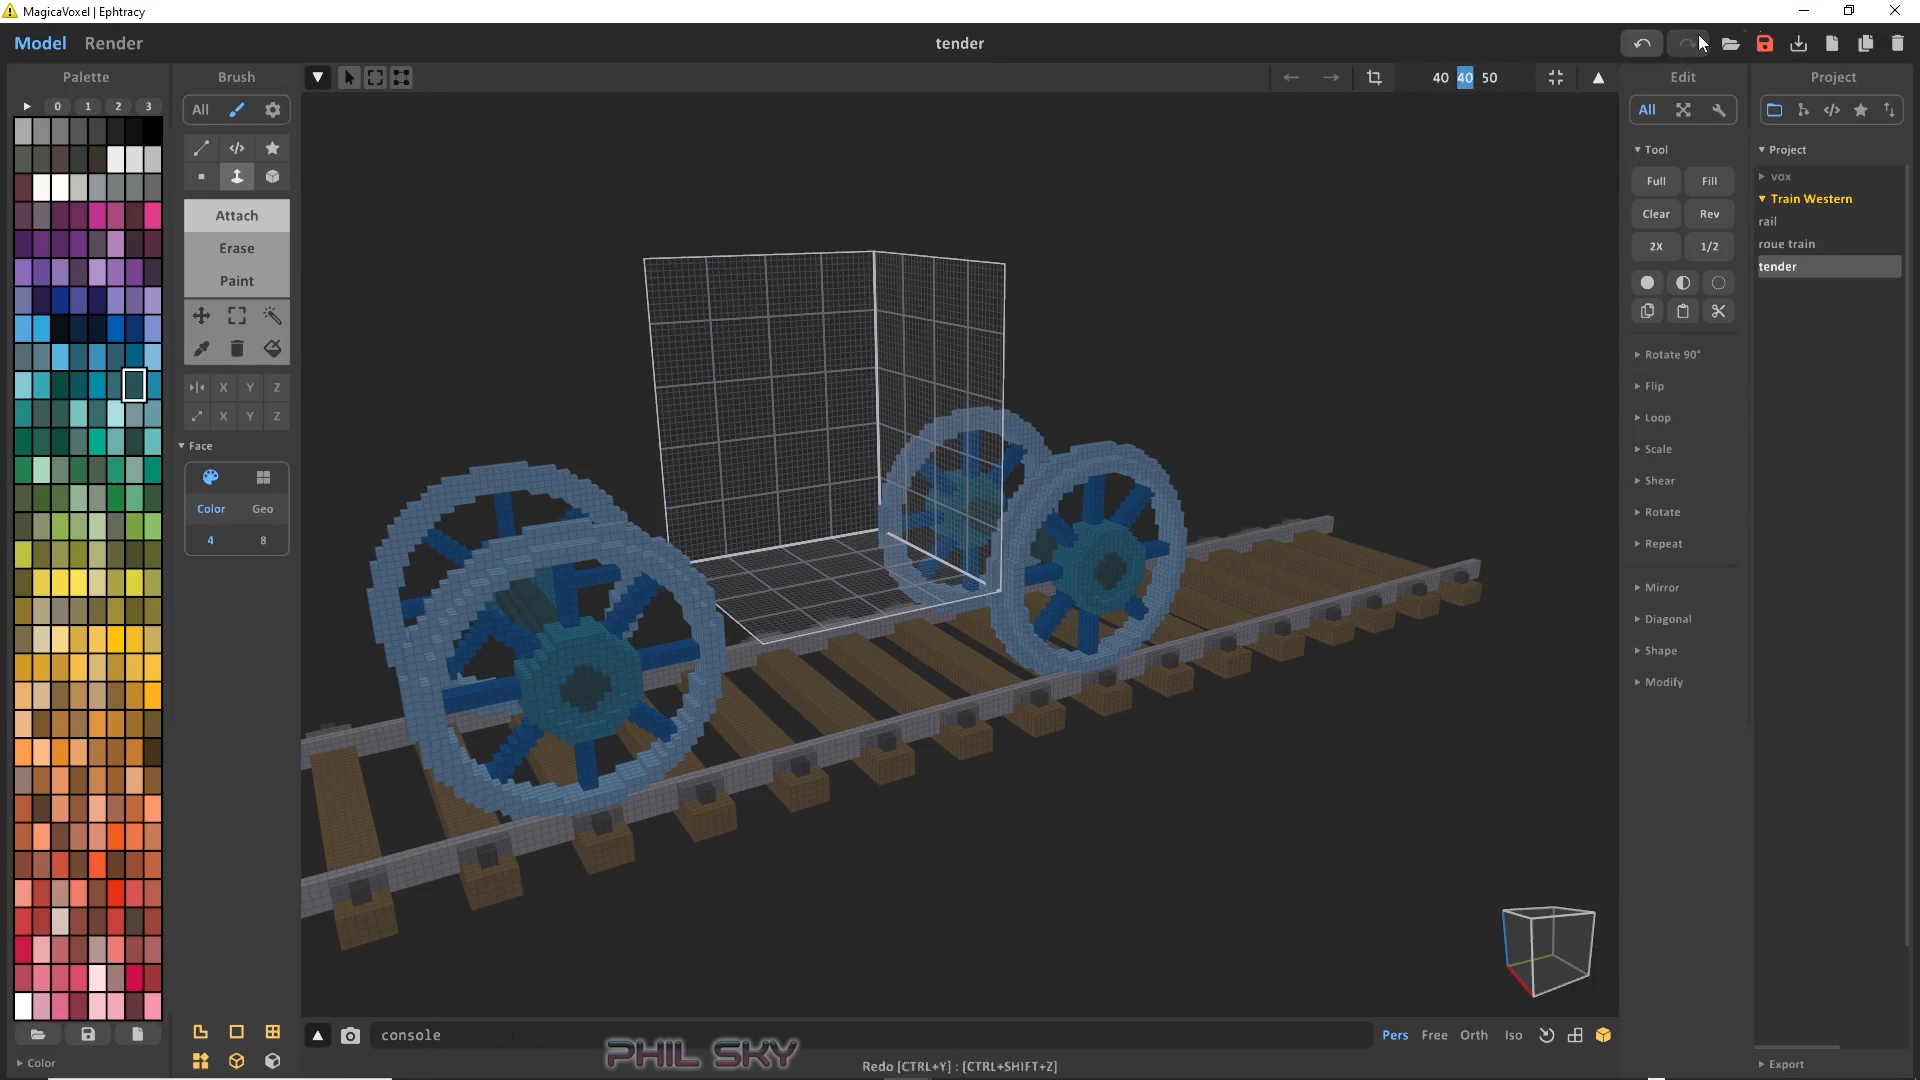 MagicaVoxel | Ephtracy
Model Render
tender
Palette
Brush
40 40 50
Edit
Project
0 1 2 3
All
All
Project
Tool
vox
Full Fill
Train Western
Clear Rev
rail
2X 1/2
roue train
tender
Attach
Erase
Paint
X Y Z
X Y Z
Face
Color Geo
4 8
Rotate 90°
Flip
Loop
Scale
Shear
Rotate
Repeat
Mirror
Diagonal
Shape
Modify
console
Pers Free Orth Iso
PHIL SKY
Redo [CTRL+Y] : [CTRL+SHIFT+Z]
Color
Export